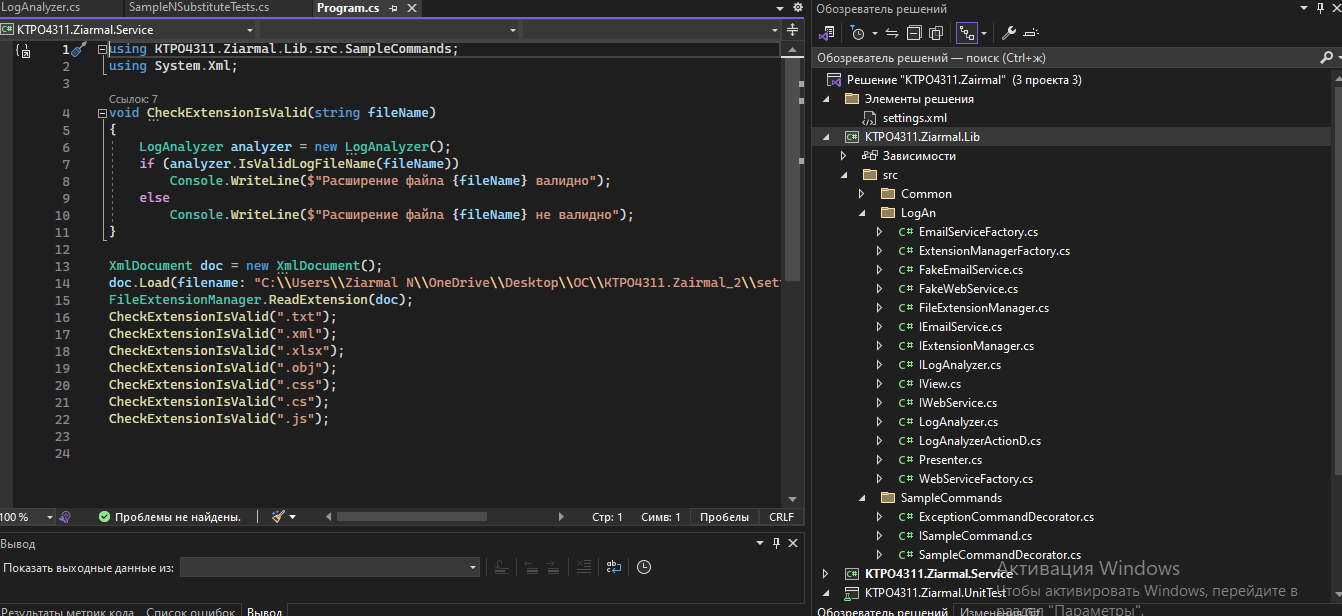 LogAnalyzer.cs SampleNSubstituteTests.cs Program.cs
KTPO4311.Ziarmal.Service
1 using KTPO4311.Ziarmal.Lib.src.SampleCommands;
2 using System.Xml;
3
Ссылок: 7
4 void CheckExtensionIsValid(string fileName)
5 {
6 LogAnalyzer analyzer = new LogAnalyzer();
7 if (analyzer.IsValidLogFileName(fileName))
8 Console.WriteLine($"Расширение файла {fileName} валидно");
9 else
10 Console.WriteLine($"Расширение файла {fileName} не валидно");
11 }
12
13 XmlDocument doc = new XmlDocument();
14 doc.Load(filename: "C:\\Users\\Ziarmal N\\OneDrive\\Desktop\\OC\\KTPO4311.Zairmal_2\\set
15 FileExtensionManager.ReadExtension(doc);
16 CheckExtensionIsValid(".txt");
17 CheckExtensionIsValid(".xml");
18 CheckExtensionIsValid(".xlsx");
19 CheckExtensionIsValid(".obj");
20 CheckExtensionIsValid(".css");
21 CheckExtensionIsValid(".cs");
22 CheckExtensionIsValid(".js");
23
24
100 % Проблемы не найдены. Стр: 1 Симв: 1 Пробелы CRLF
Вывод
Показать выходные данные из:
Результаты метрик кода Список ошибок Вывод
Обозреватель решений
Обозреватель решений — поиск (Ctrl+ж)
Решение "KTPO4311.Zairmal" (3 проекта 3)
Элементы решения
settings.xml
KTPO4311.Ziarmal.Lib
Зависимости
src
Common
LogAn
EmailServiceFactory.cs
ExtensionManagerFactory.cs
FakeEmailService.cs
FakeWebService.cs
FileExtensionManager.cs
IEmailService.cs
IExtensionManager.cs
ILogAnalyzer.cs
IView.cs
IWebService.cs
LogAnalyzer.cs
LogAnalyzerActionD.cs
Presenter.cs
WebServiceFactory.cs
SampleCommands
ExceptionCommandDecorator.cs
ISampleCommand.cs
SampleCommandDecorator.cs
KTPO4311.Ziarmal.Service
KTPO4311.Ziarmal.UnitTest
Активация Windows
Чтобы активировать Windows, перейдите в
раздел "Параметры".
Обозреватель решений Изменения Git